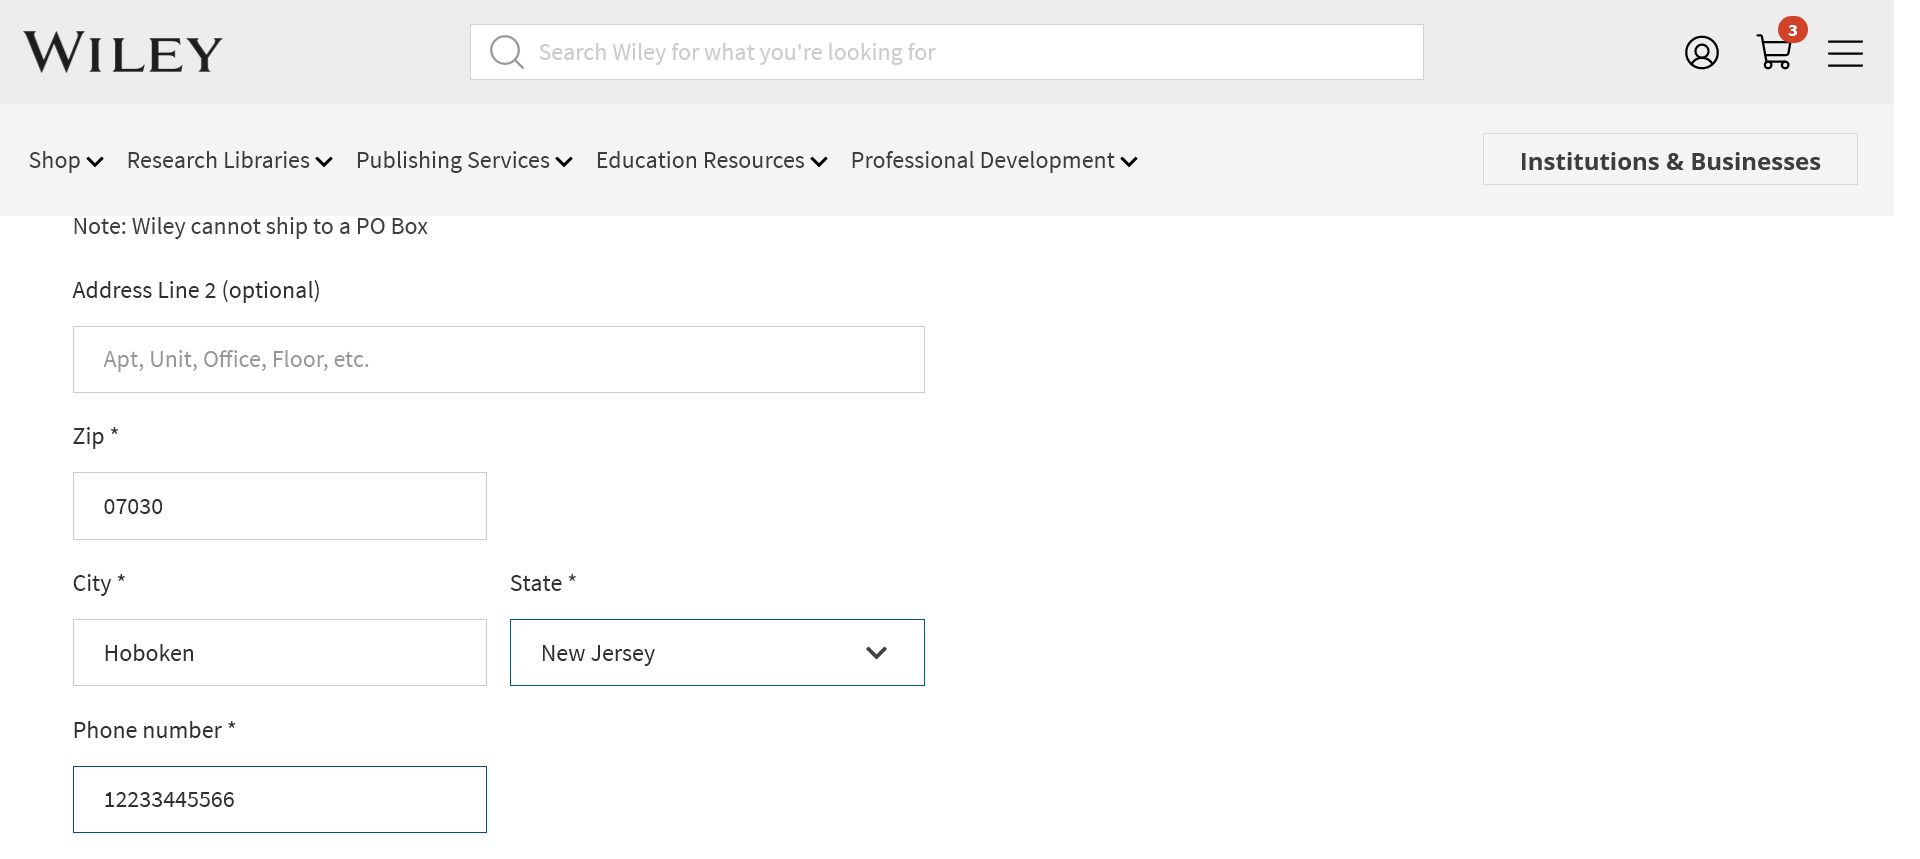 WILEY
Search Wiley for what you're looking for
3
Shop
Research Libraries
Publishing Services
Education Resources
Professional Development
Institutions & Businesses
Note: Wiley cannot ship to a PO Box
Address Line 2 (optional)
Apt, Unit, Office, Floor, etc.
Zip *
07030
City *
State *
Hoboken
New Jersey
Phone number *
12233445566